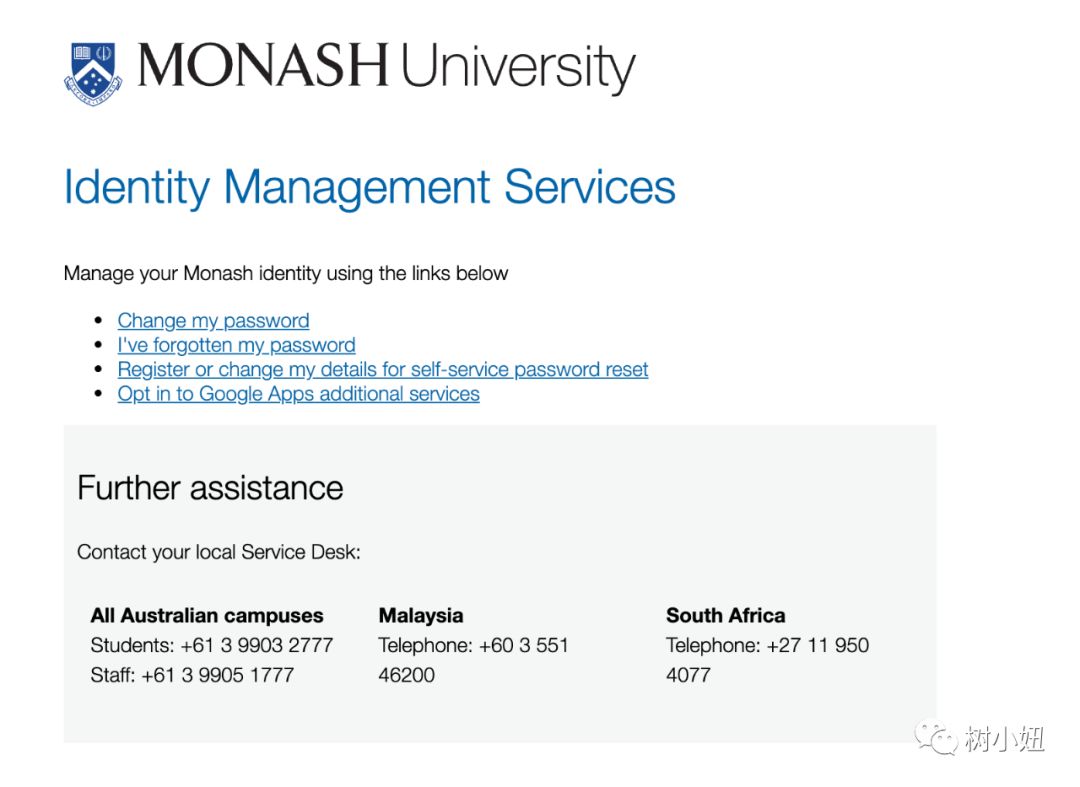 MONASH University
Identity Management Services
Manage your Monash identity using the links below
• Change my password
• I've forgotten my password
• Register or change my details for self-service password reset
• Opt in to Google Apps additional services
Further assistance
Contact your local Service Desk:
All Australian campuses
Students: +61 3 9903 2777
Staff: +61 3 9905 1777
Malaysia
Telephone: +60 3 551
46200
South Africa
Telephone: +27 11 950
4077
树小妞